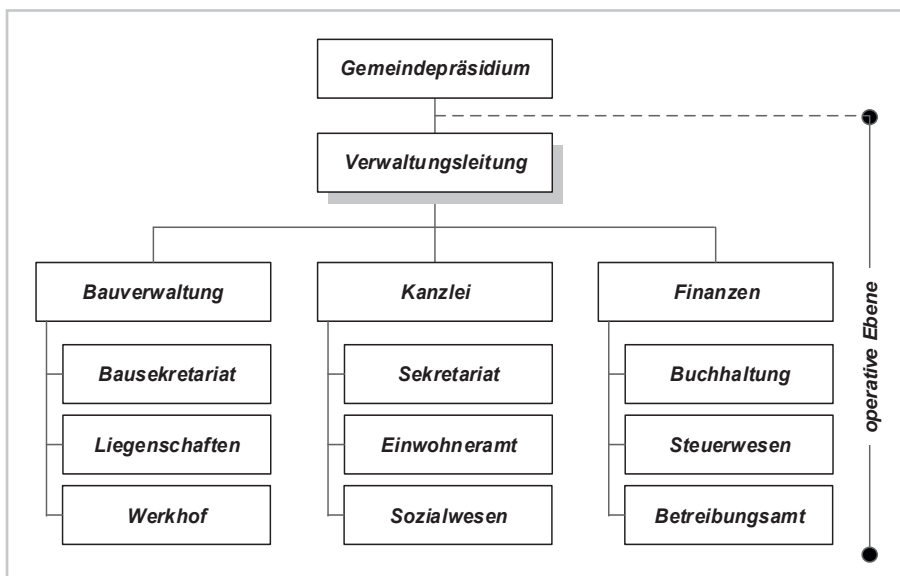 Gemeindepräsidium
Verwaltungsleitung
Bauverwaltung
Kanzlei
Finanzen
Bausekretariat
Sekretariat
Buchhaltung
Liegenschaften
Einwohneramt
Steuerwesen
Werkhof
Sozialwesen
Betreibungsamt
operative Ebene